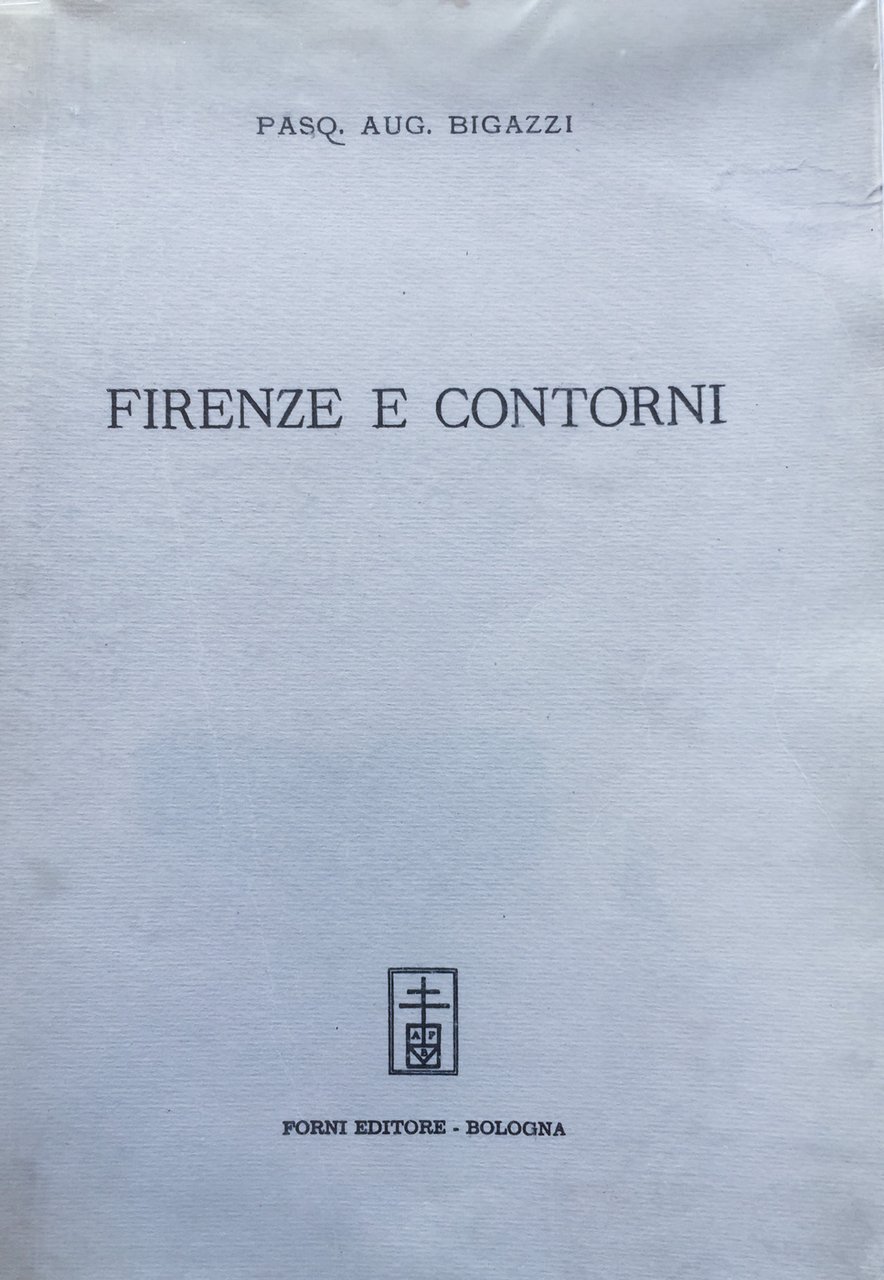 PASQ. AUG. BIGAZZI
FIRENZE E CONTORNI
A F
B
FORNI EDITORE - BOLOGNA